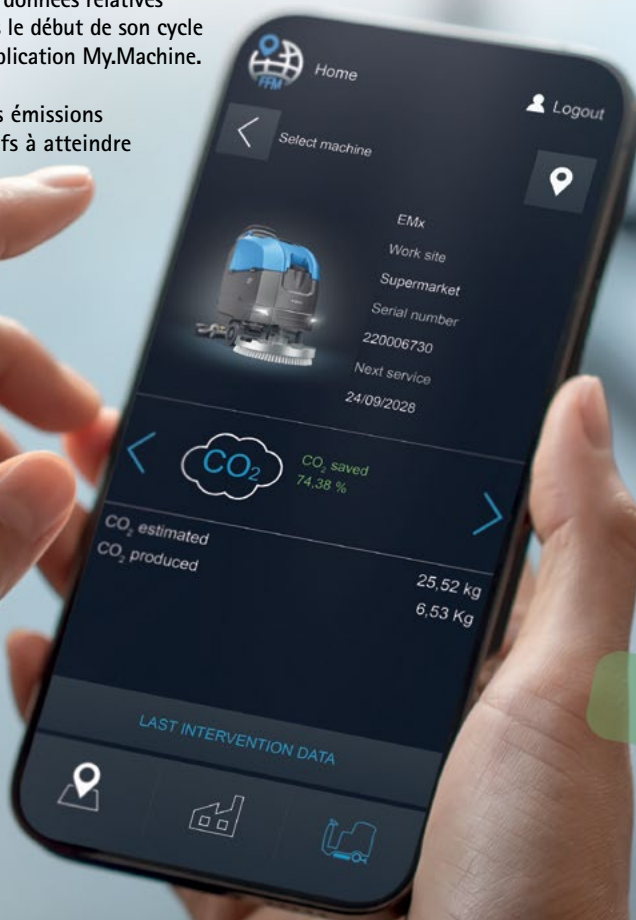 données relatives
le début de son cycle
pplication My.Machine.
s émissions
ifs à atteindre
FFM
Home
Logout
Select machine
EMx
Work site
Supermarket
Serial number
220006730
Next service
24/09/2028
CO₂
CO₂ saved
74,38 %
CO₂ estimated
25,52 kg
CO₂ produced
6,53 Kg
LAST INTERVENTION DATA